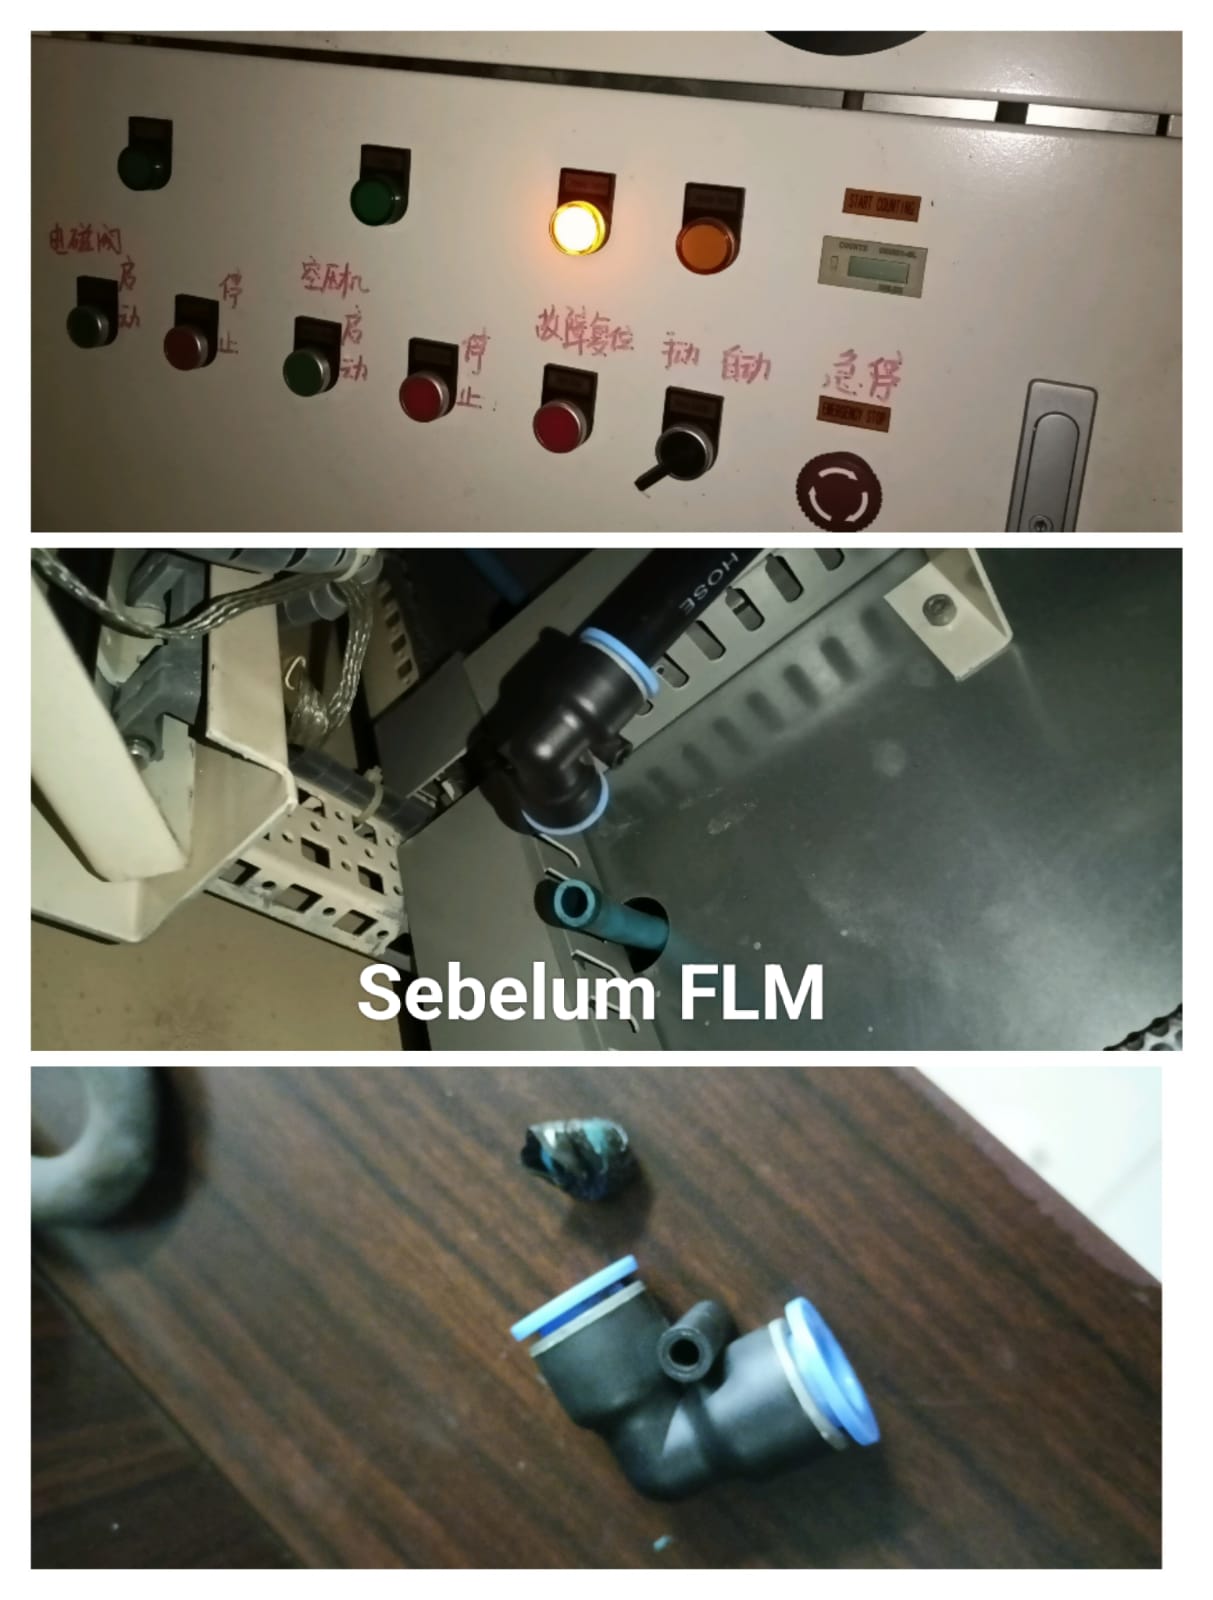 START COUNTING
COUNTS
电磁阀
启动
停止
空压机
启动
停止
故障复位
手动 自动
急停
EMERGENCY STOP
HOSE
Sebelum FLM